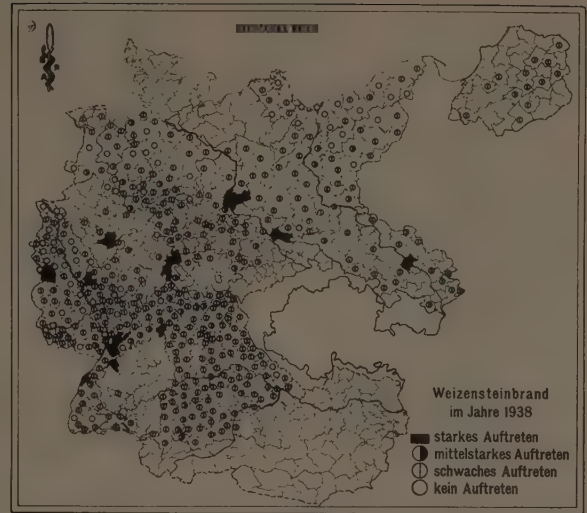 Weizensteinbrand
im Jahre 1938
starkes Auftreten
mittelstarkes Auftreten
schwaches Auftreten
kein Auftreten